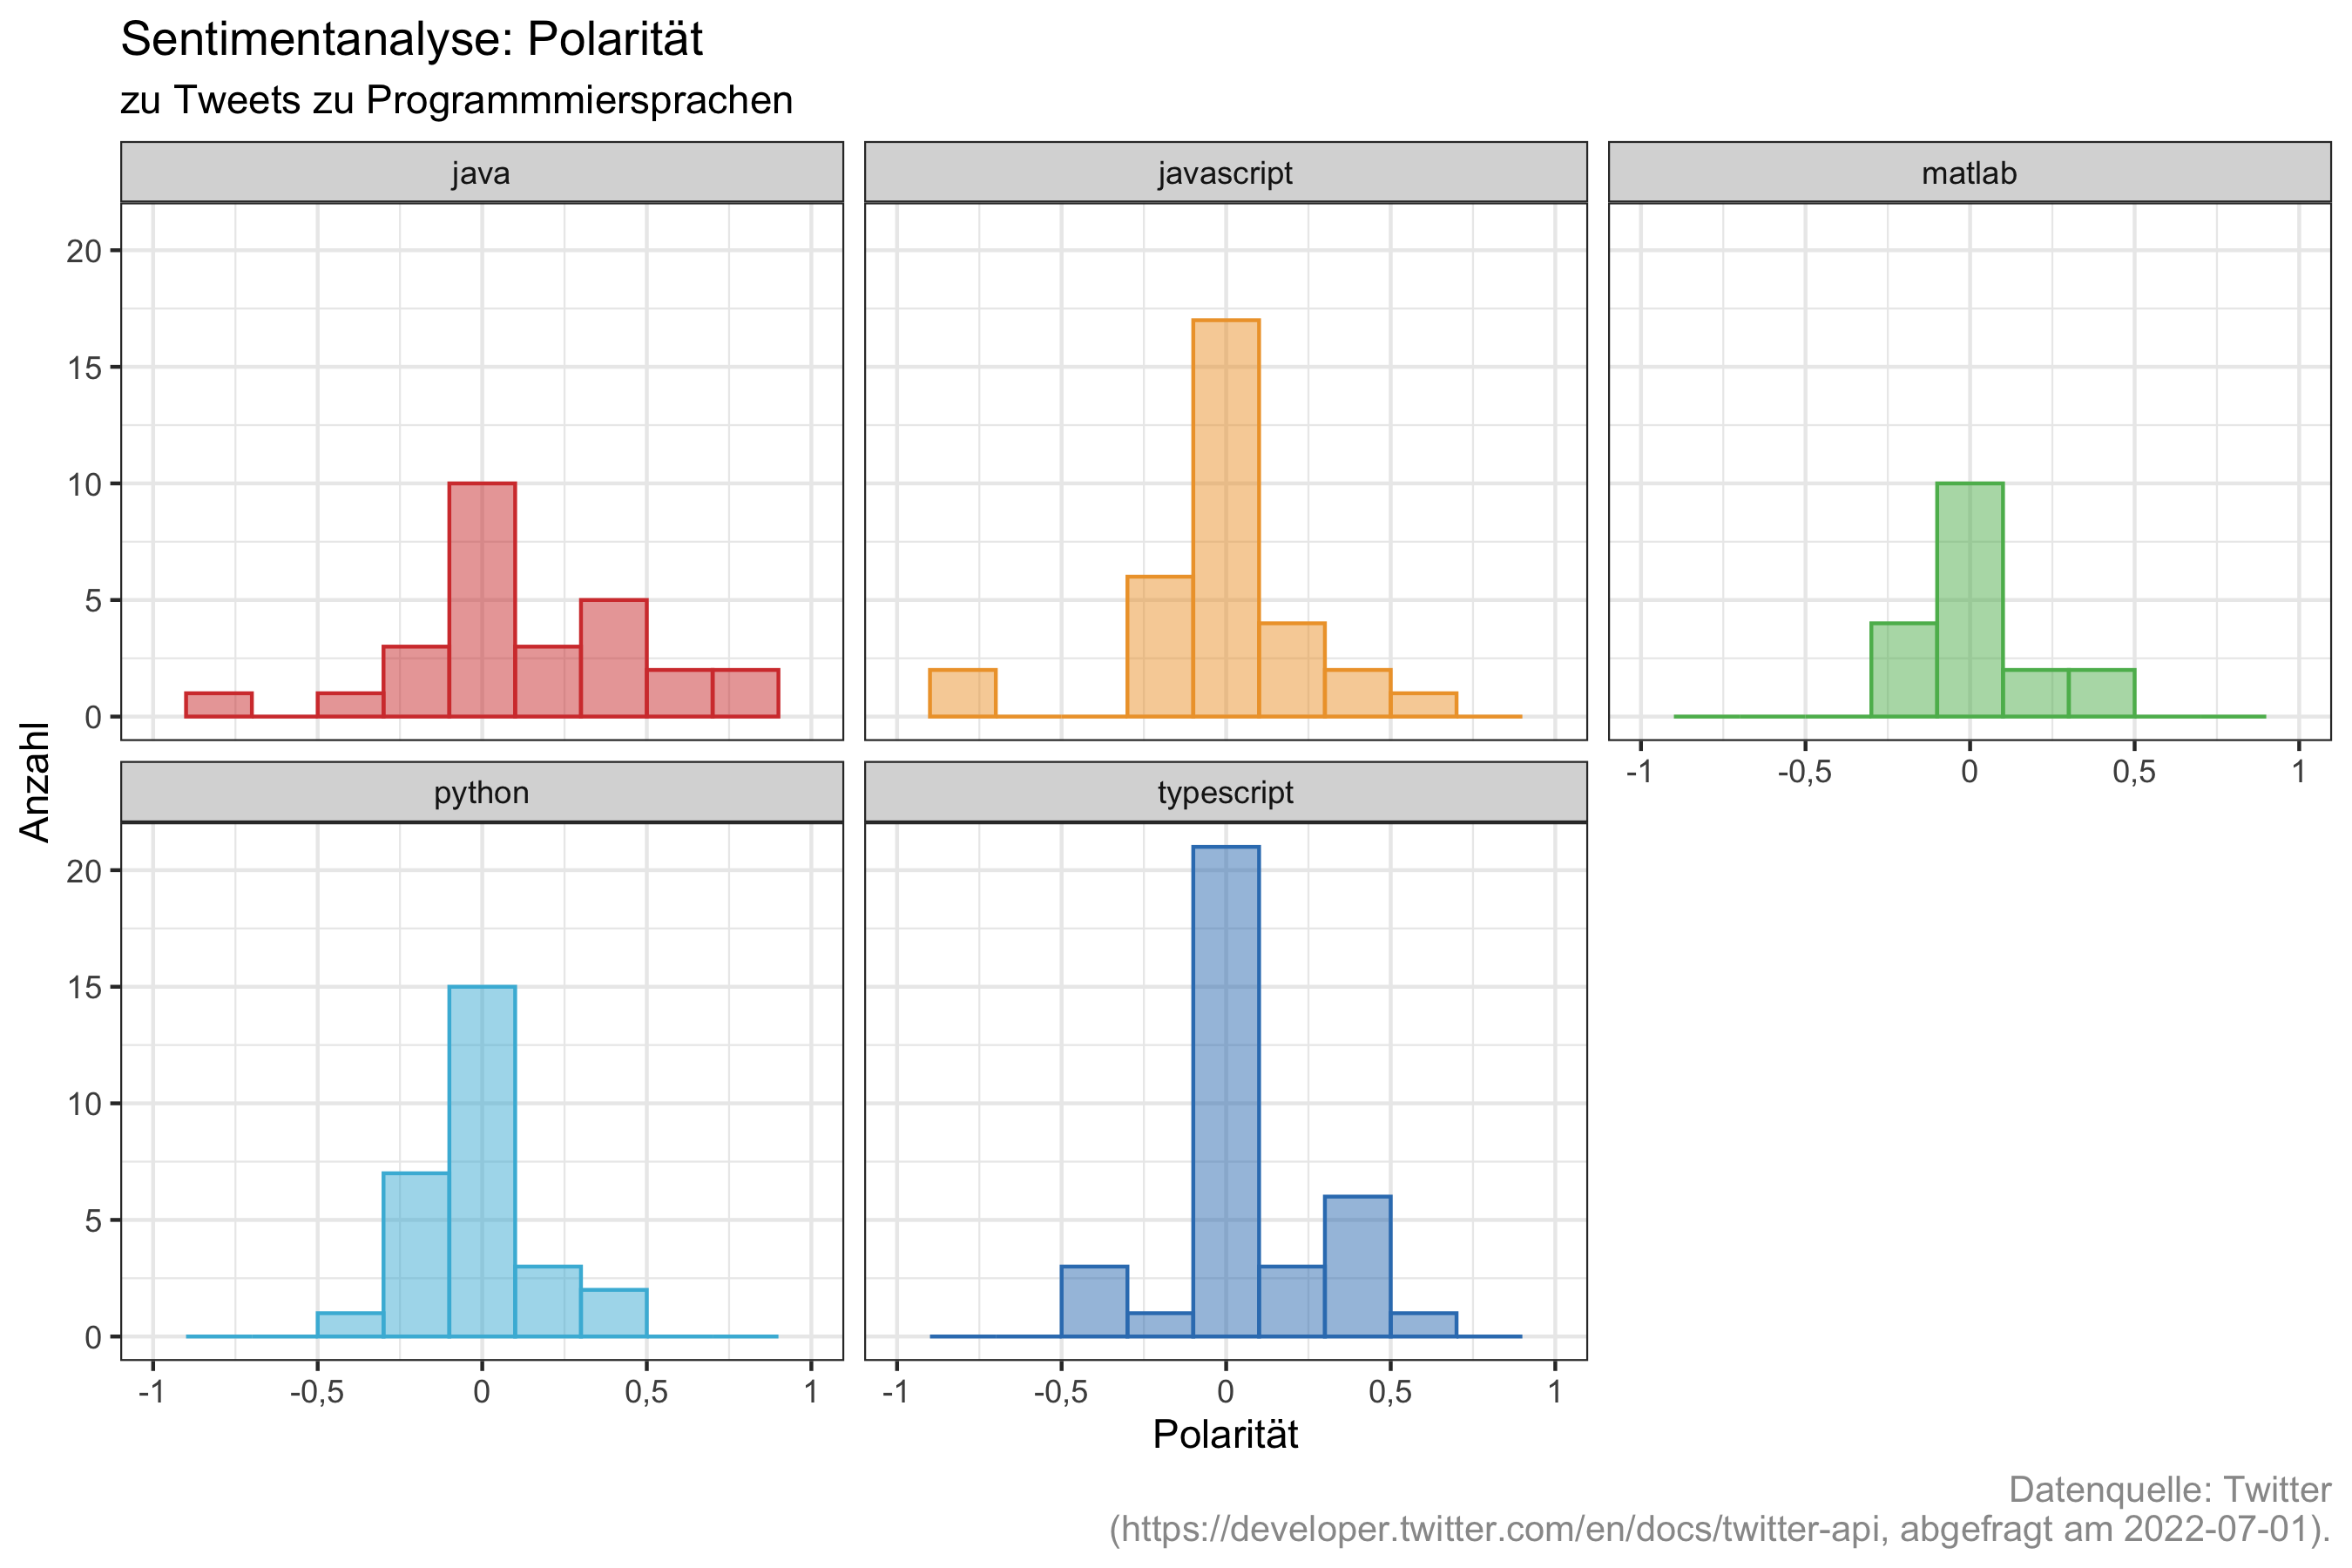 Sentimentanalyse: Polarität
zu Tweets zu Programmmiersprachen
java
javascript
matlab
20
15
10
5
0
-1
-0,5
0
0,5
1
Anzahl
python
typescript
20
15
10
5
0
-1
-0,5
0
0,5
1
-1
-0,5
0
0,5
1
Polarität
Datenquelle: Twitter
(https://developer.twitter.com/en/docs/twitter-api, abgefragt am 2022-07-01).